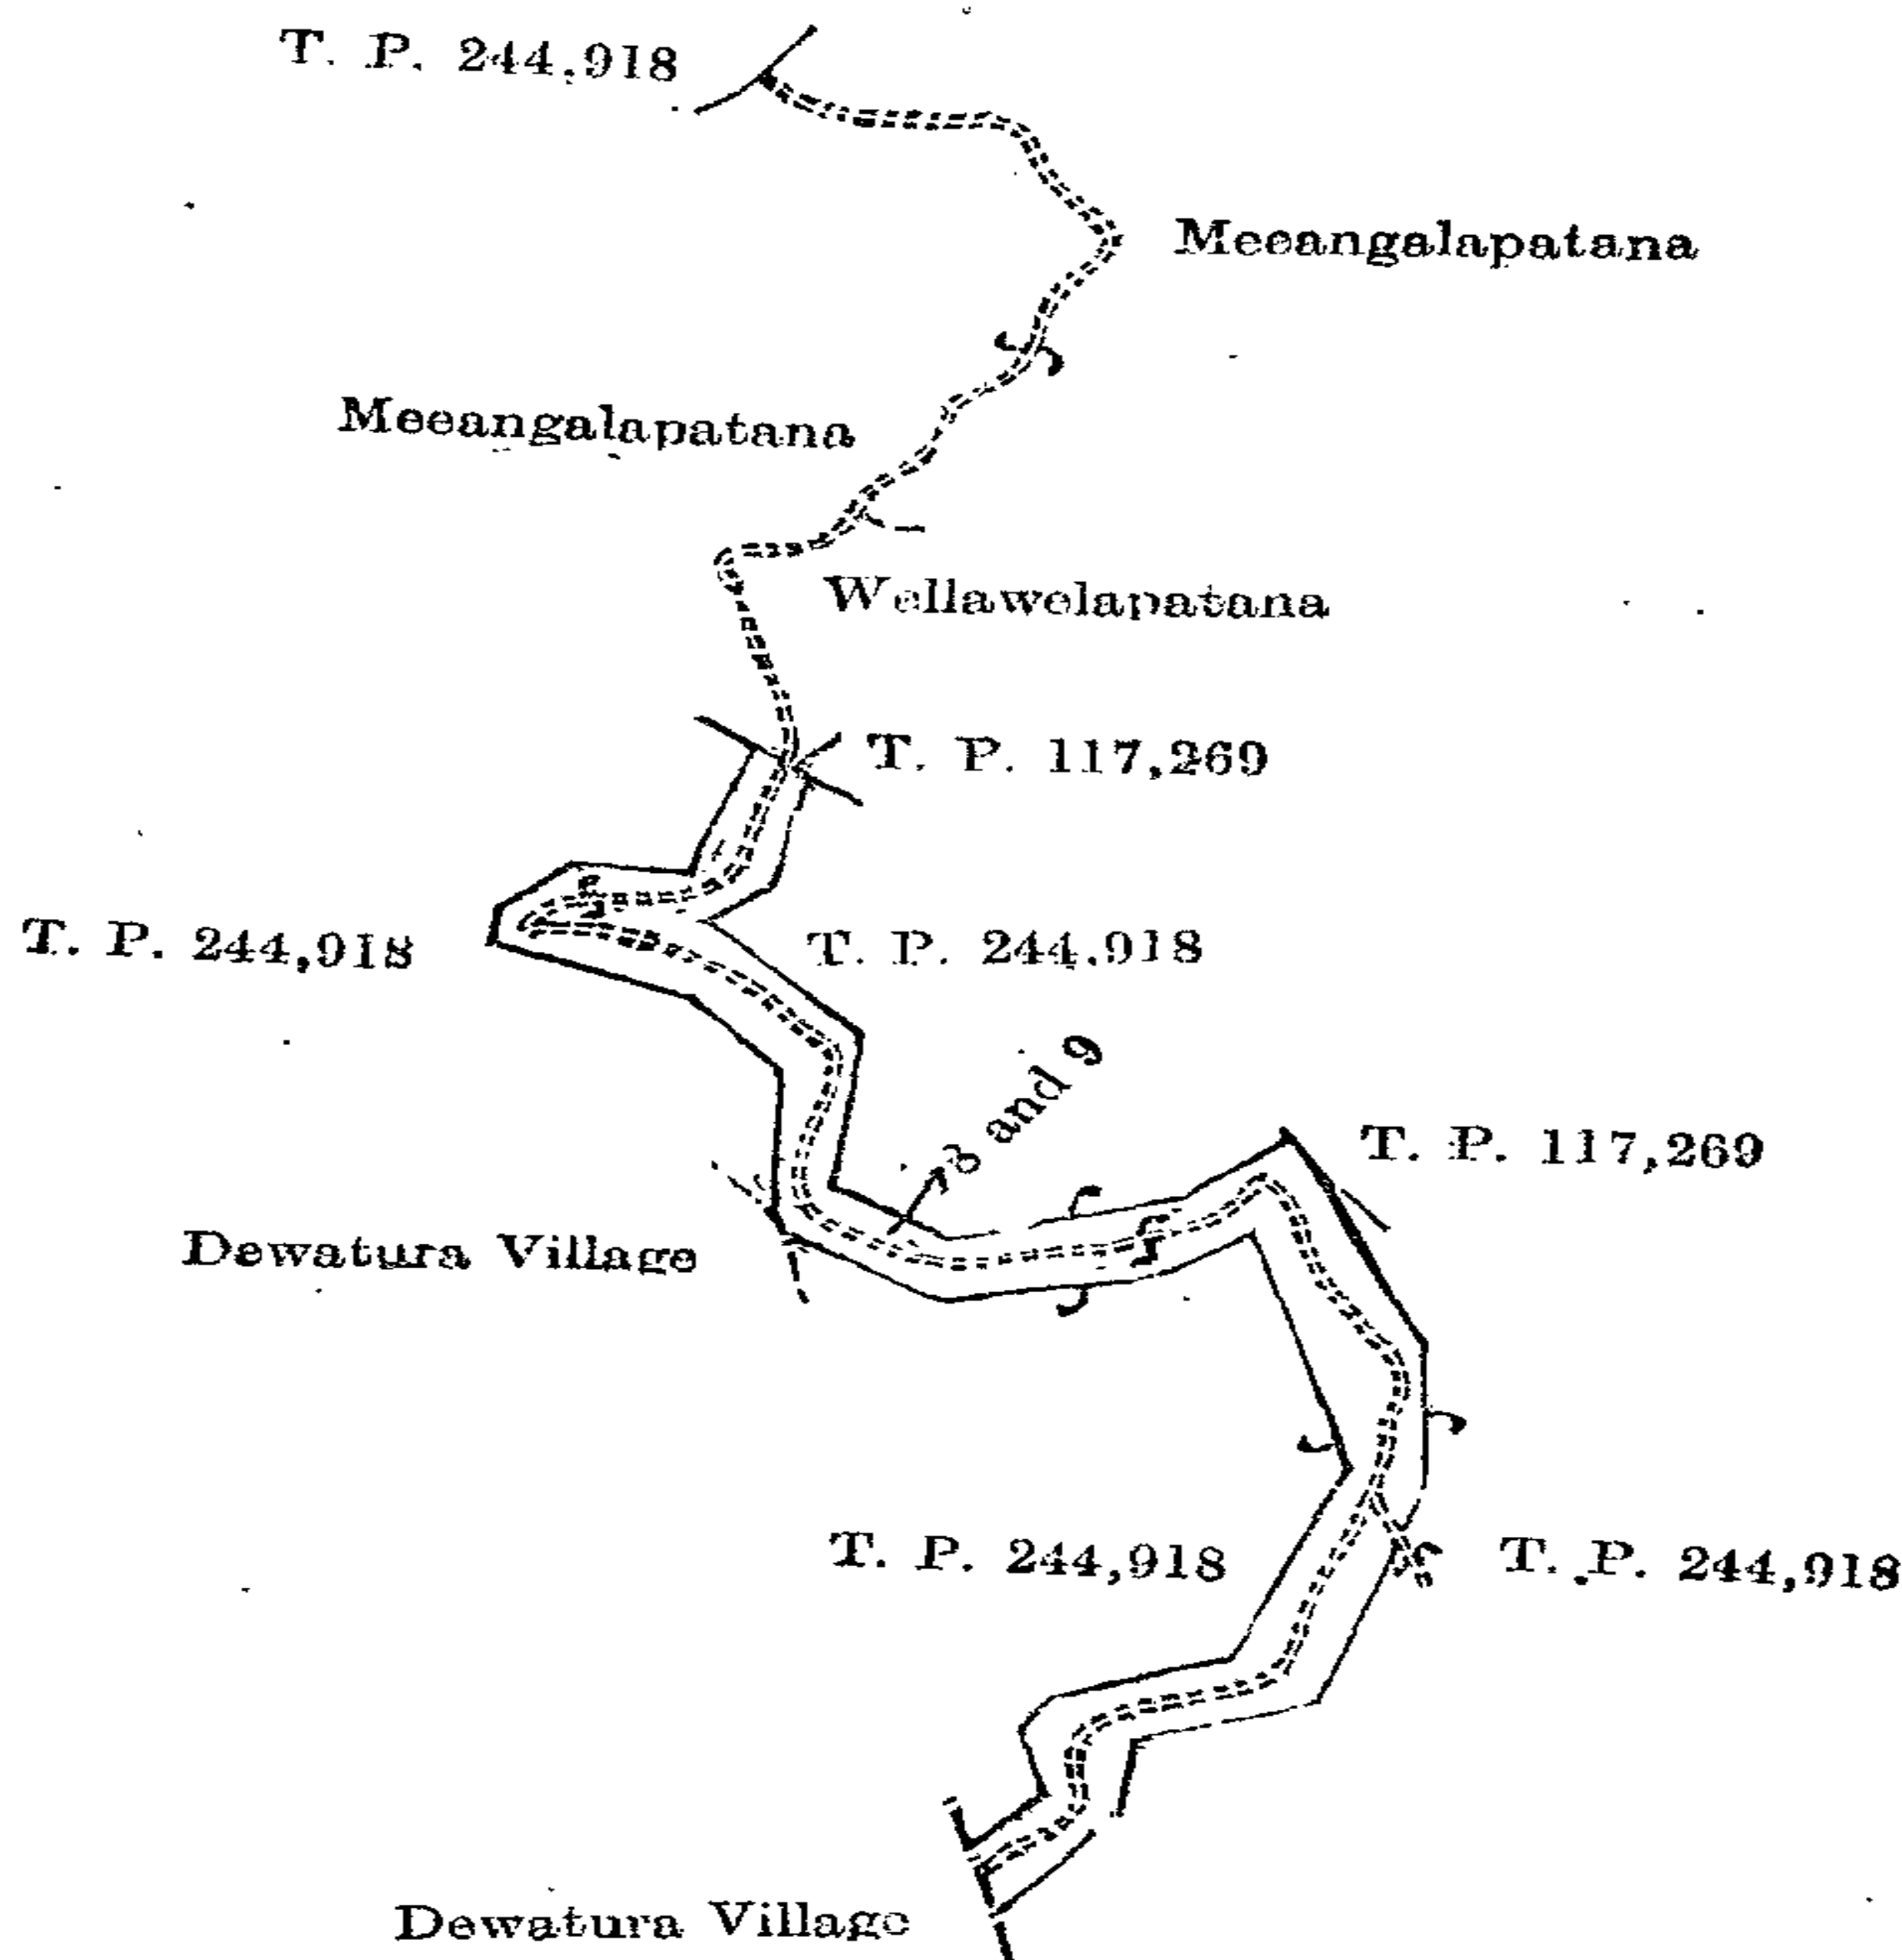 T. P. 244,918
Meeangalapatana
Meeangalapatana
Wellawelapatana
T. P. 117,269
T. P. 244,918
T. P. 244,918
8 and 9
T. P. 117,269
Dewatura Village
T. P. 244,918
T. P. 244,918
Dewatura Village